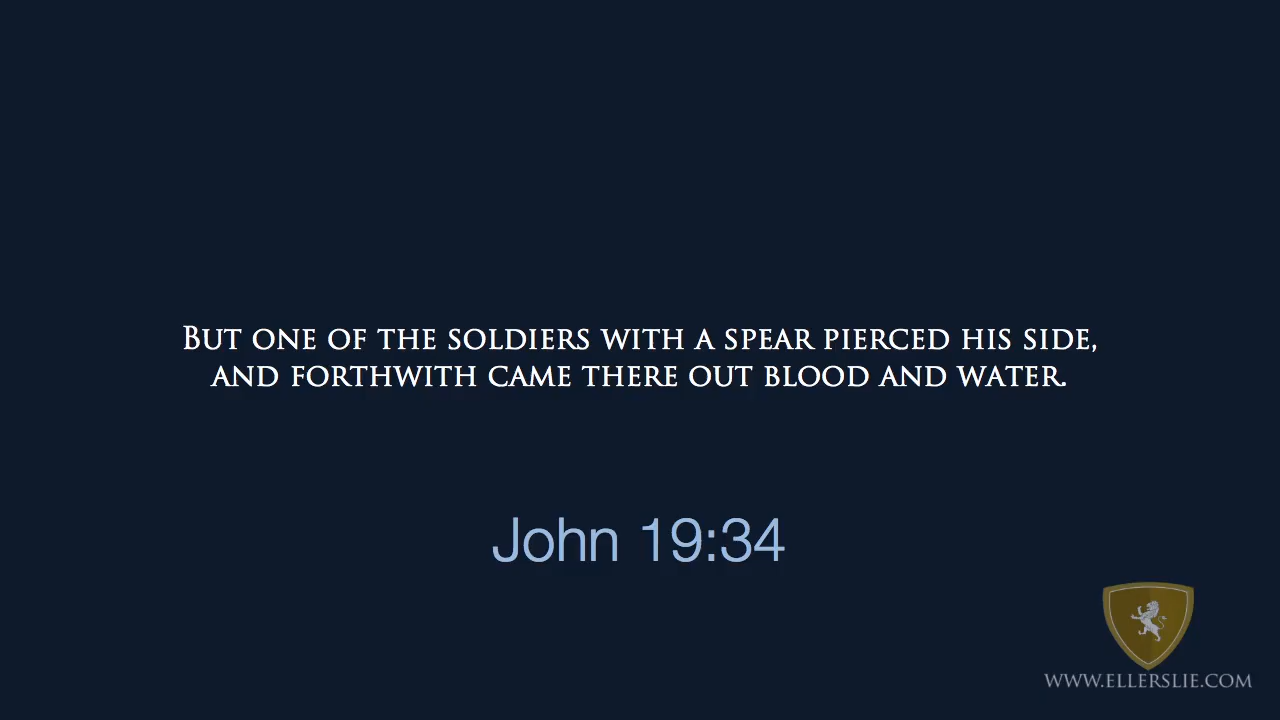 But one of the soldiers with a spear pierced his side,
and forthwith came there out blood and water.
John 19:34
www.ellerslie.com